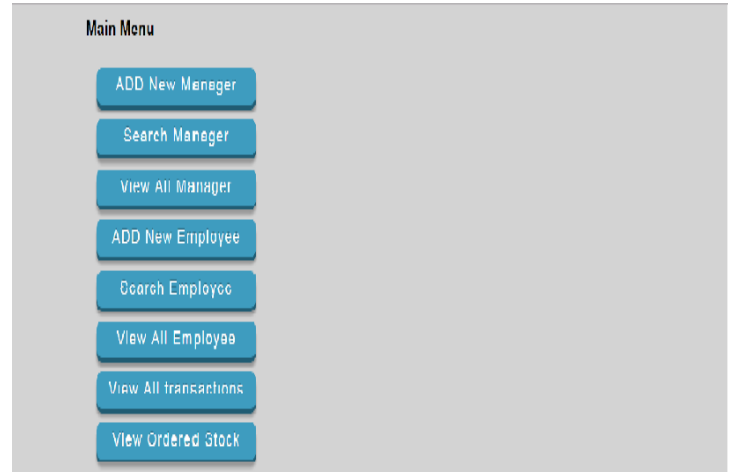 Main Menu
ADD New Manager
Search Manager
View All Manager
ADD New Employee
Search Employee
View All Employee
View All transactions
View Ordered Stock